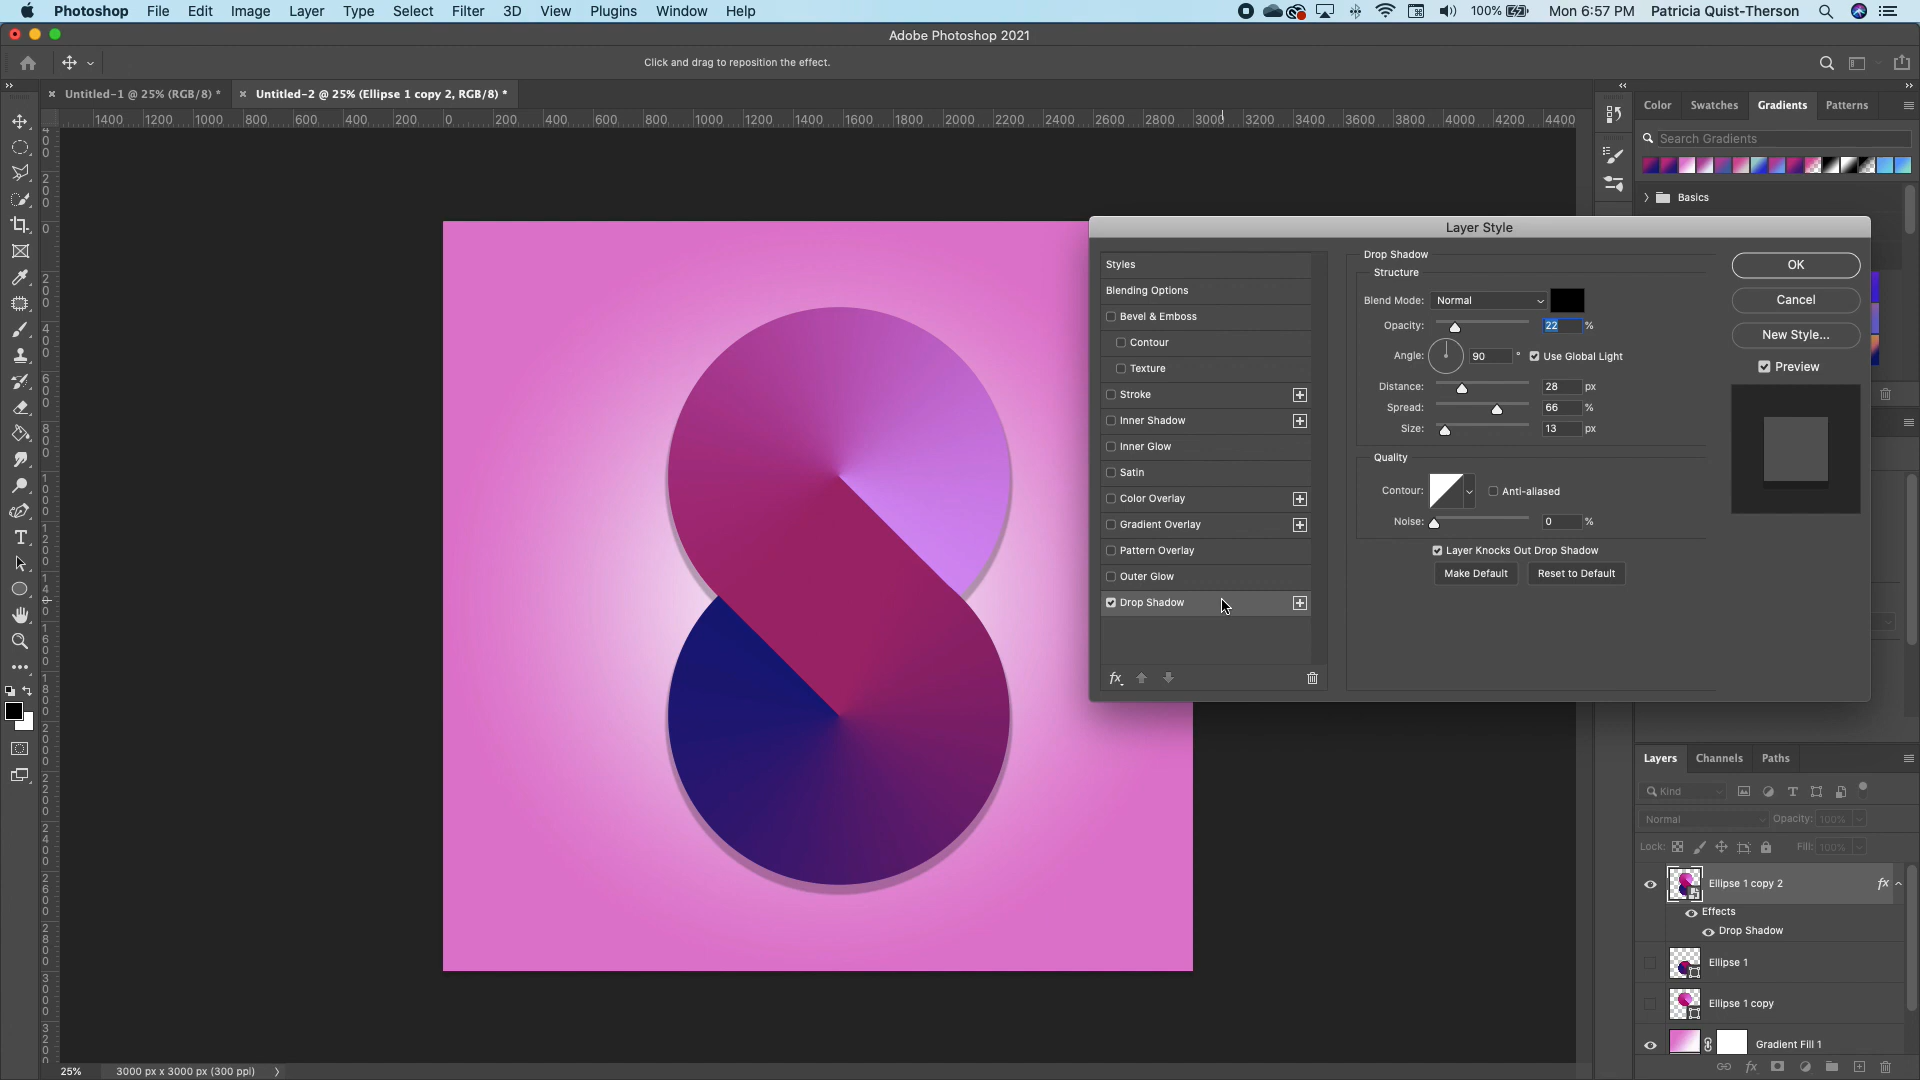 Photoshop File Edit Image Layer Type Select Filter 3D View Plugins Window Help 100% Mon 6:57 PM Patricia Quist-Therson
Adobe Photoshop 2021
Click and drag to reposition the effect.
Untitled-1 @ 25% (RGB/8) * Untitled-2 @ 25% (Ellipse 1 copy 2, RGB/8) *
1400 1200 1000 800 600 400 200 0 200 400 600 800 1000 1200 1400 1600 1800 2000 2200 2400 2600 2800 3000 3200 3400 3600 3800 4000 4200 4400
Color Swatches Gradients Patterns
Search Gradients
Basics
Layer Style
Styles
Blending Options
Bevel & Emboss
Contour
Texture
Stroke
Inner Shadow
Inner Glow
Satin
Color Overlay
Gradient Overlay
Pattern Overlay
Outer Glow
Drop Shadow
fx
Drop Shadow
Structure
Blend Mode: Normal
Opacity: 22 %
Angle: 90 ° Use Global Light
Distance: 28 px
Spread: 66 %
Size: 13 px
Quality
Contour: Anti-aliased
Noise: 0 %
Layer Knocks Out Drop Shadow
Make Default Reset to Default
OK
Cancel
New Style...
Preview
Layers Channels Paths
Kind
Normal Opacity: 100%
Lock: Fill: 100%
Ellipse 1 copy 2 fx
Effects
Drop Shadow
Ellipse 1
Ellipse 1 copy
Gradient Fill 1
fx
25% 3000 px x 3000 px (300 ppi)